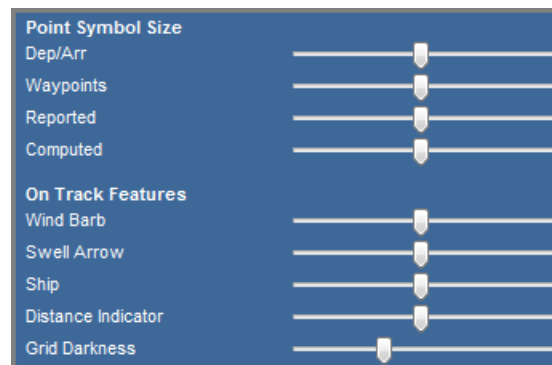 Point Symbol Size
Dep/Arr
Waypoints
Reported
Computed
On Track Features
Wind Barb
Swell Arrow
Ship
Distance Indicator
Grid Darkness